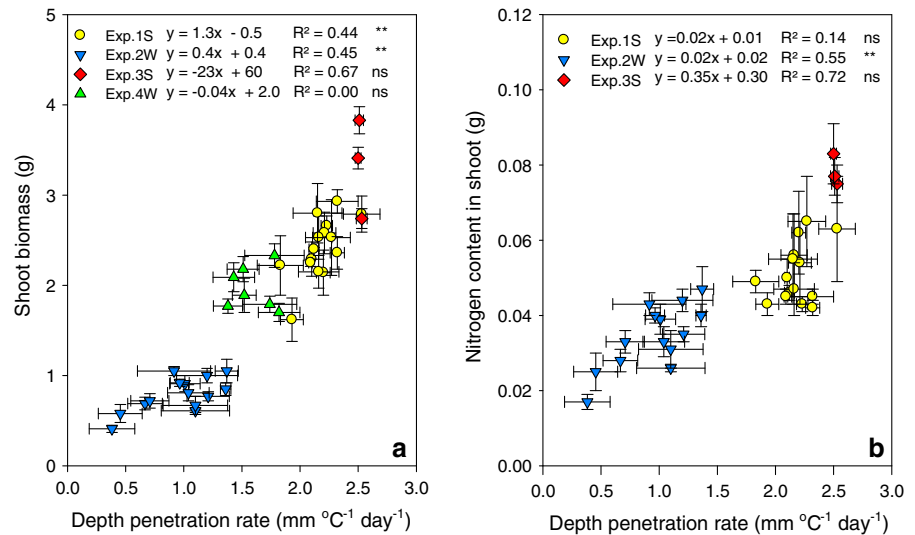 Exp.1S y = 1.3x - 0.5 R² = 0.44 **
Exp.2W y = 0.4x + 0.4 R² = 0.45 **
Exp.3S y = -23x + 60 R² = 0.67 ns
Exp.4W y = -0.04x + 2.0 R² = 0.00 ns
Shoot biomass (g)
5
4
3
2
1
0
a
0.0 0.5 1.0 1.5 2.0 2.5 3.0
Depth penetration rate (mm °C⁻¹ day⁻¹)
Exp.1S y =0.02x + 0.01 R² = 0.14 ns
Exp.2W y = 0.02x + 0.02 R² = 0.55 **
Exp.3S y = 0.35x + 0.30 R² = 0.72 ns
Nitrogen content in shoot (g)
0.12
0.10
0.08
0.06
0.04
0.02
0.00
b
0.0 0.5 1.0 1.5 2.0 2.5 3.0
Depth penetration rate (mm °C⁻¹ day⁻¹)